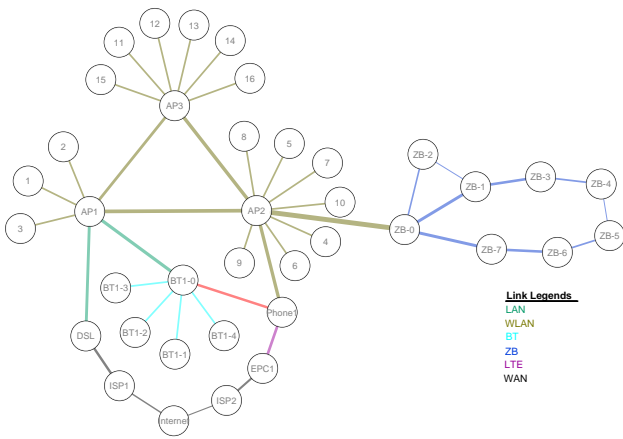 12
13
11
14
15
16
AP3
2
8
5
7
ZB-2
1
ZB-3
ZB-4
ZB-1
10
3
AP1
AP2
4
ZB-0
ZB-5
ZB-7
ZB-6
9
6
BT1-0
BT1-3
Phone1
BT1-2
BT1-4
BT1-1
DSL
EPC1
ISP1
ISP2
Internet
Link Legends
LAN
WLAN
BT
ZB
LTE
WAN